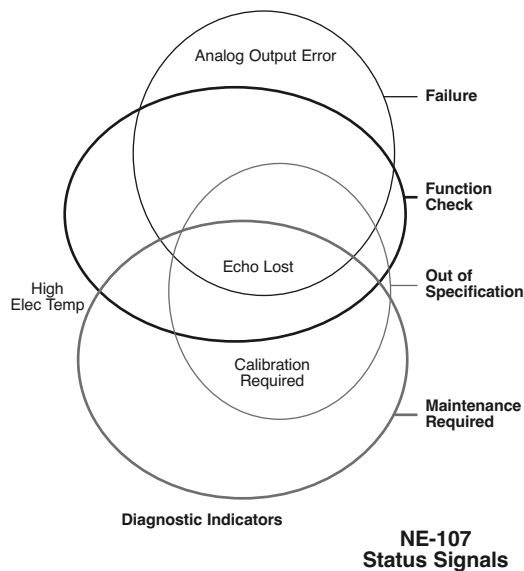 Analog Output Error
Failure
Function
Check
Echo Lost
High
Elec Temp
Out of
Specification
Calibration
Required
Maintenance
Required
Diagnostic Indicators
NE-107
Status Signals